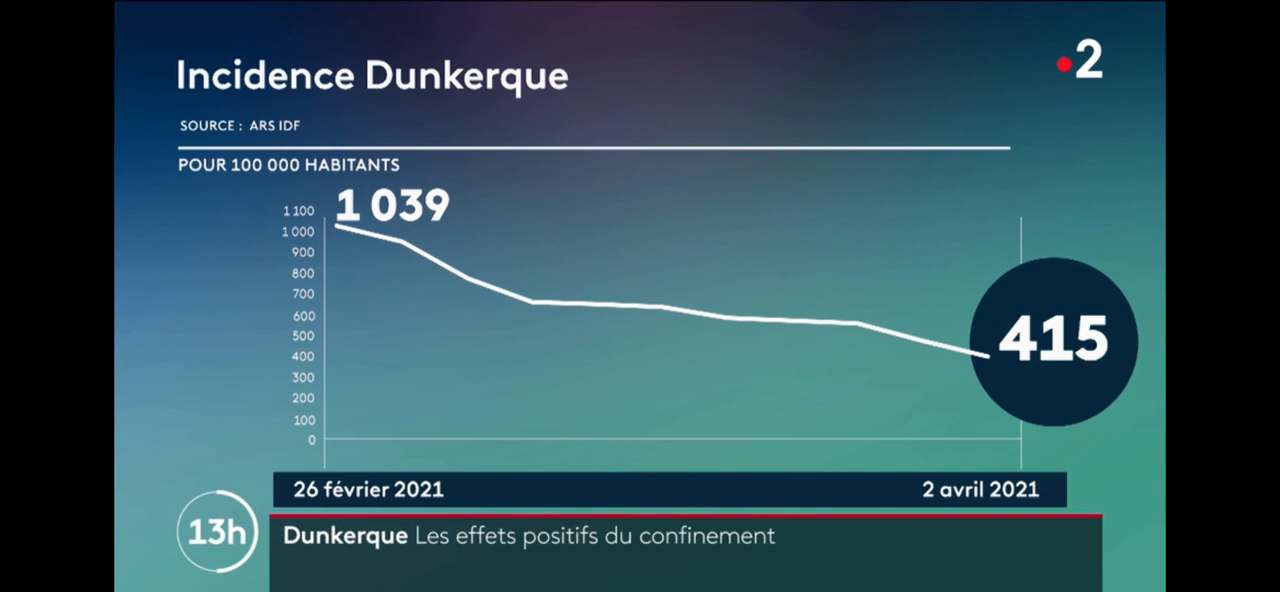 Incidence Dunkerque
2
SOURCE : ARS IDF
POUR 100 000 HABITANTS
1 039
1 100
1 000
900
800
700
600
500
400
300
200
100
0
415
26 février 2021
2 avril 2021
13h
Dunkerque Les effets positifs du confinement